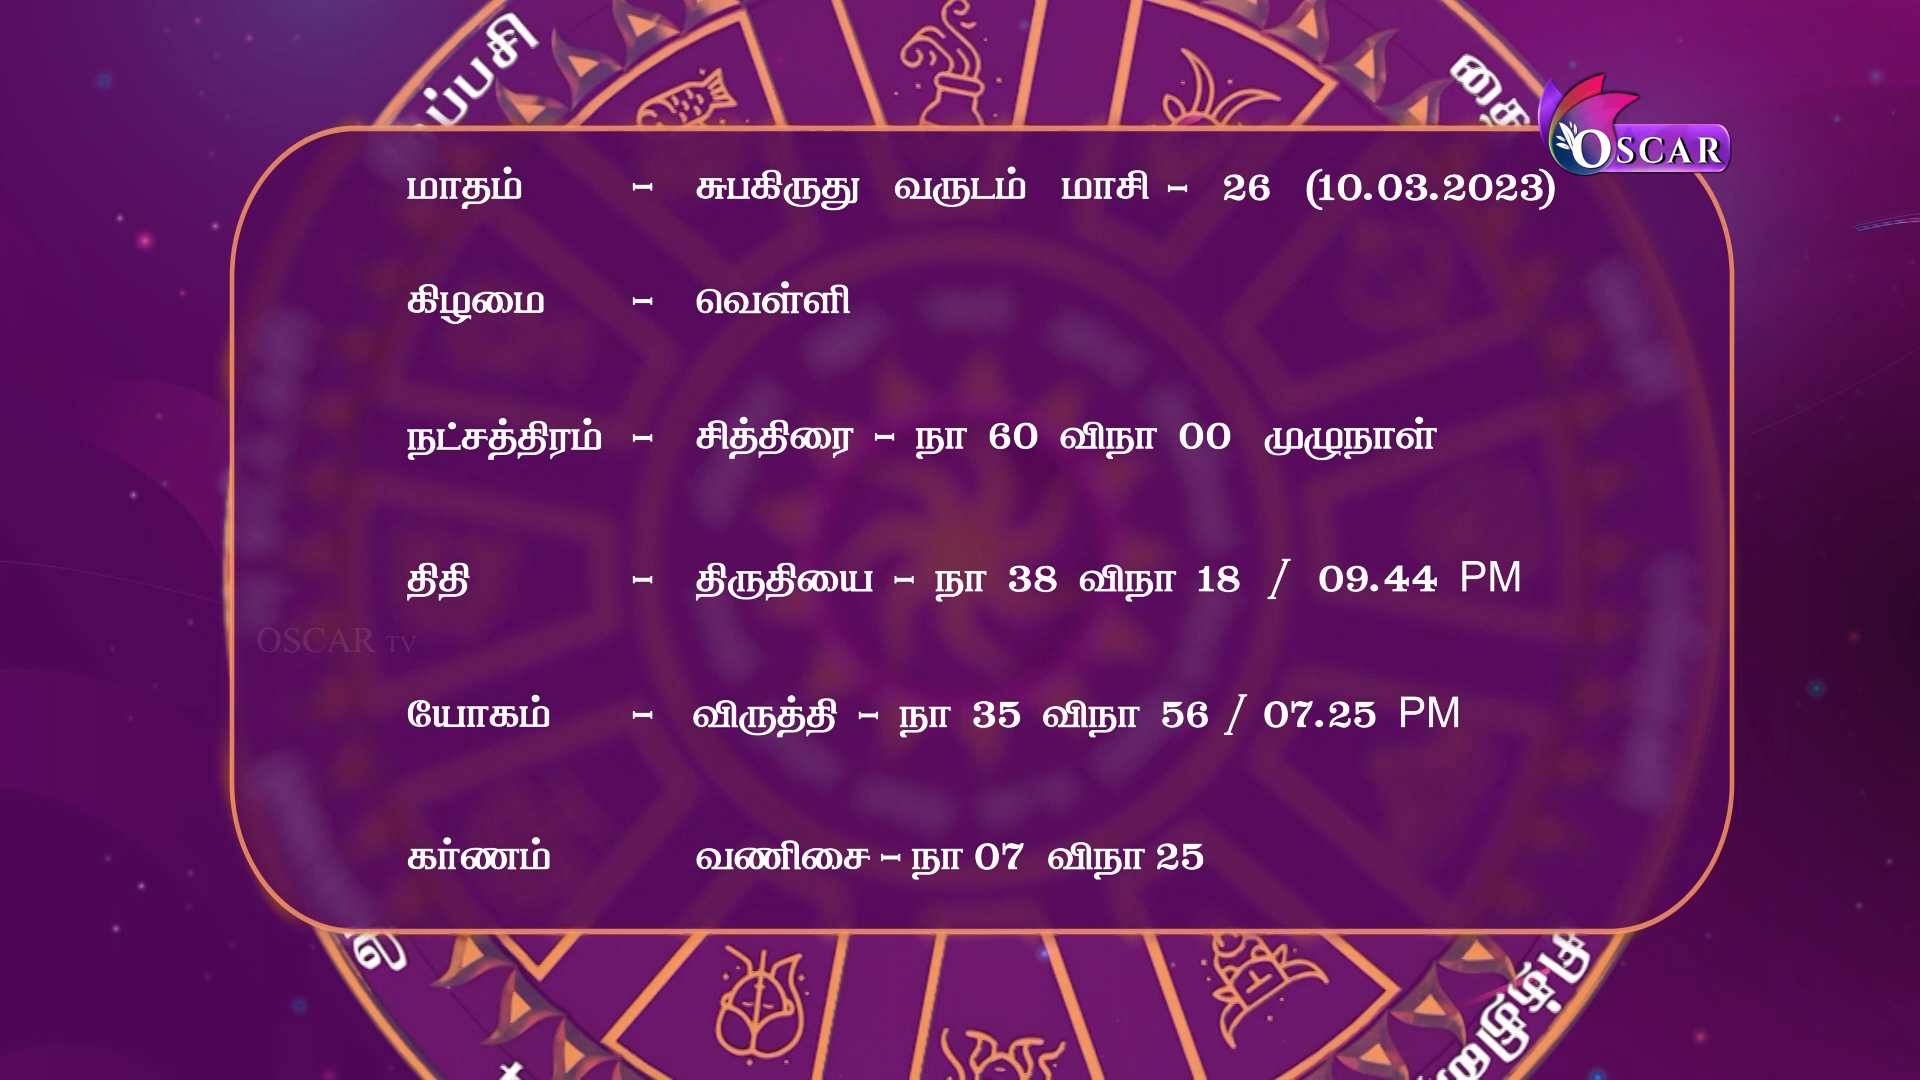 ப்பசி
தை
OSCAR
மாதம் - சுபகிருது வருடம் மாசி - 26 (10.03.2023)
கிழமை - வெள்ளி
நட்சத்திரம் - சித்திரை - நா 60 விநா 00 முழுநாள்
திதி - திருதியை - நா 38 விநா 18 / 09.44 PM
OSCAR TV
யோகம் - விருத்தி - நா 35 விநா 56 / 07.25 PM
கர்ணம் வணிசை - நா 07 விநா 25